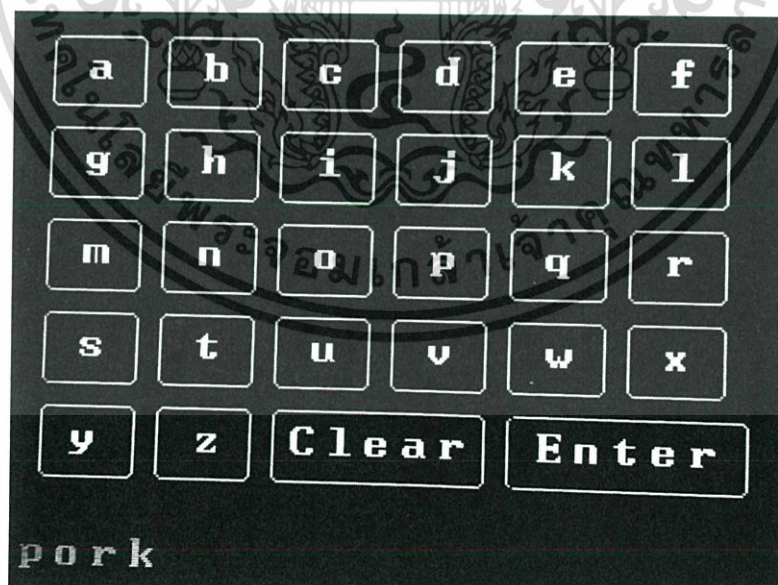 a b c d e f
g h i j k l
m n o p q r
s t u v w x
y z Clear Enter
pork